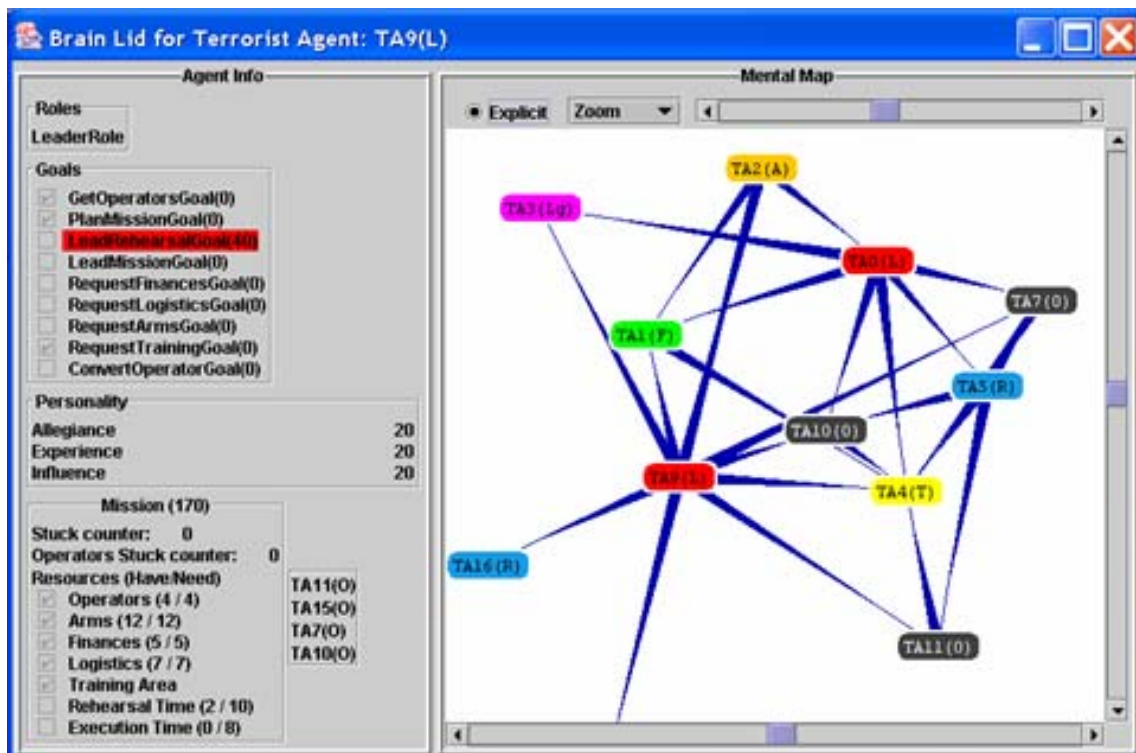 Brain Lid for Terrorist Agent: TA9(L)
Agent Info
Roles
LeaderRole
Goals
GetOperatorsGoal(0)
PlanMissionGoal(0)
LeadRehearsalGoal(40)
LeadMissionGoal(0)
RequestFinancesGoal(0)
RequestLogisticsGoal(0)
RequestArmsGoal(0)
RequestTrainingGoal(0)
ConvertOperatorGoal(0)
Personality
Allegiance 20
Experience 20
Influence 20
Mission (170)
Stuck counter: 0
Operators Stuck counter: 0
Resources (Have/Need)
Operators (4 / 4)
Arms (12 / 12)
Finances (5 / 5)
Logistics (7 / 7)
Training Area
Rehearsal Time (2 / 10)
Execution Time (0 / 8)
TA11(O)
TA15(O)
TA7(O)
TA10(O)
Mental Map
Explicit Zoom
TA2(A)
TA3(Lg)
TA0(L)
TA7(O)
TA1(F)
TA5(R)
TA10(O)
TA9(L)
TA4(T)
TA16(R)
TA11(O)